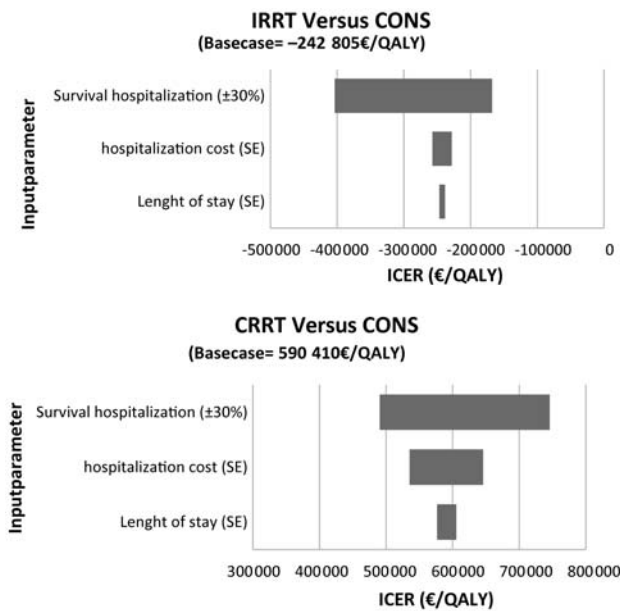 IRRT Versus CONS
(Basecase= –242 805€/QALY)
Inputparameter
Survival hospitalization (±30%)
hospitalization cost (SE)
Lenght of stay (SE)
-500000 -400000 -300000 -200000 -100000 0
ICER (€/QALY)
CRRT Versus CONS
(Basecase= 590 410€/QALY)
Inputparameter
Survival hospitalization (±30%)
hospitalization cost (SE)
Lenght of stay (SE)
300000 400000 500000 600000 700000 800000
ICER (€/QALY)